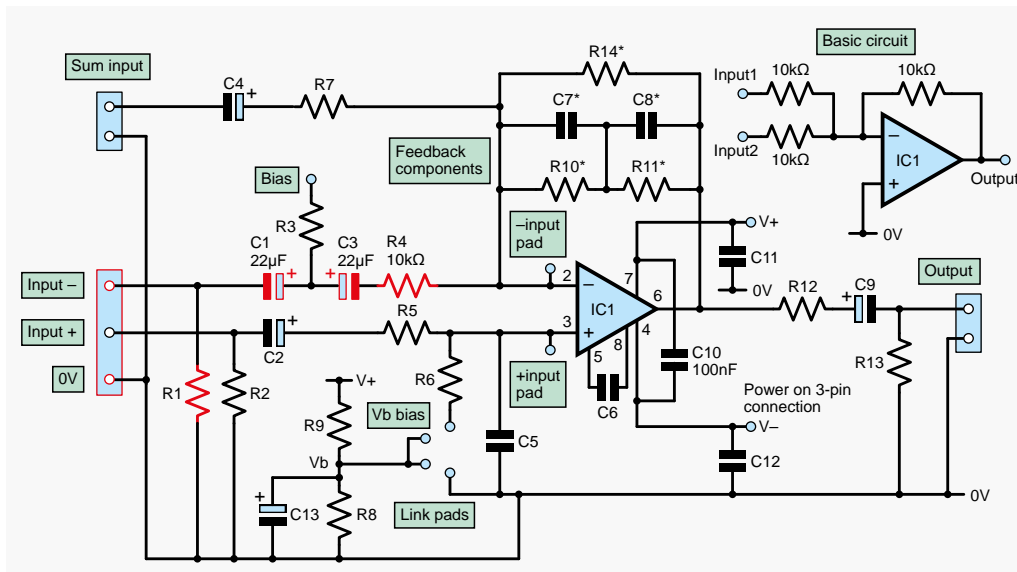 Sum input
C4
+
R7
R14*
C7*
C8*
R10*
R11*
Feedback
components
Basic circuit
Input1
10kΩ
10kΩ
Input2
10kΩ
–
+
IC1
Output
0V
Bias
R3
C1
22µF
+
C3
22µF
+
R4
10kΩ
Input –
Input +
0V
C2
+
R5
R1
R2
R6
–input
pad
+input
pad
2
3
–
+
IC1
7
6
4
5
8
C6
V+
C11
0V
C10
100nF
R12
C9
+
Output
R13
Power on 3-pin
connection
V–
C12
0V
V+
R9
Vb bias
Vb
C5
+
C13
R8
Link pads